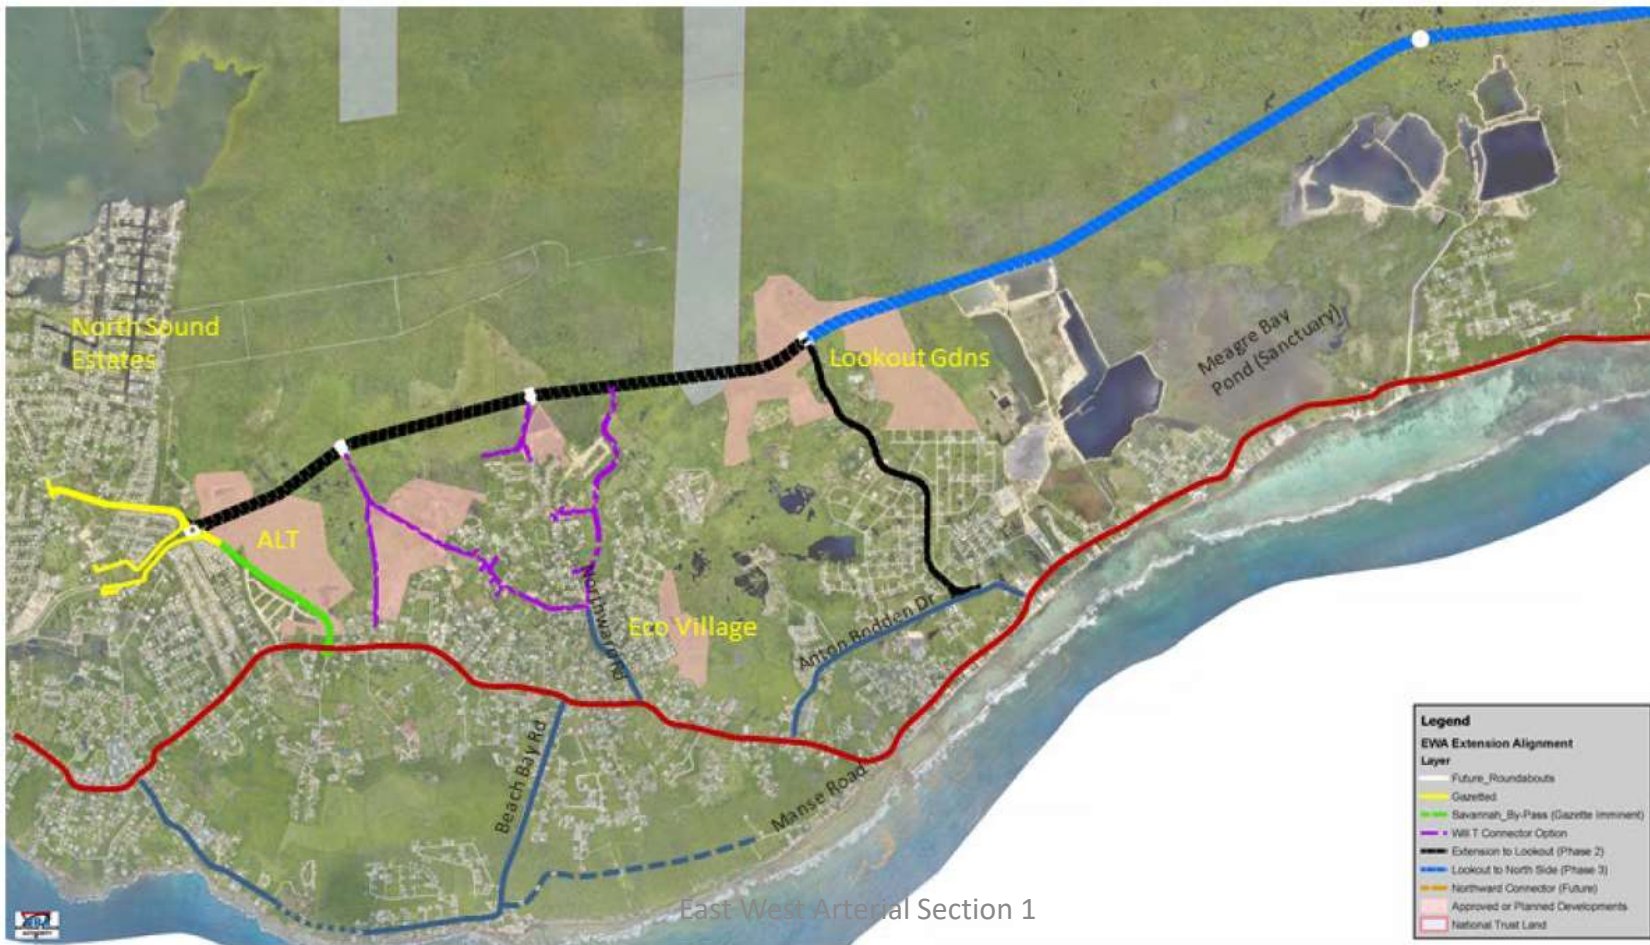 North Sound
Estates
Lookout Gdns
Meagre Bay
Pond (Sanctuary)
ALT
Eco Village
Northward Rd
Anton Bodden Dr
Beach Bay Rd
Manse Road
East West Arterial Section 1
Legend
EWA Extension Alignment
Layer
Future_Roundabouts
Gazetted
Savannah_By-Pass (Gazette Imminent)
Will T Connector Option
Extension to Lookout (Phase 2)
Lookout to North Side (Phase 3)
Northward Connector (Future)
Approved or Planned Developments
National Trust Land